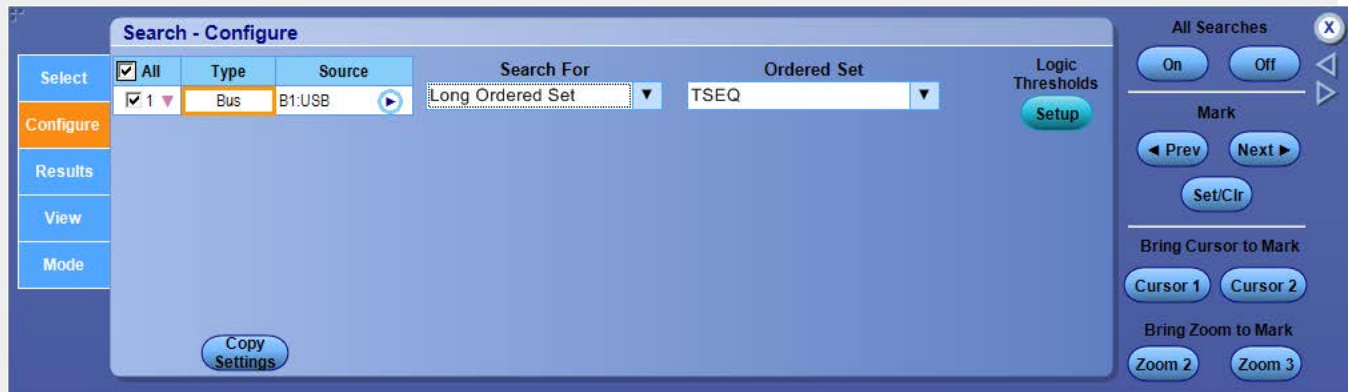 Search - Configure
Select
Configure
Results
View
Mode
All Type Source
1 Bus B1:USB
Search For
Long Ordered Set
Ordered Set
TSEQ
Logic
Thresholds
Setup
Copy
Settings
All Searches
X
On Off
Mark
Prev Next
Set/Clr
Bring Cursor to Mark
Cursor 1 Cursor 2
Bring Zoom to Mark
Zoom 2 Zoom 3